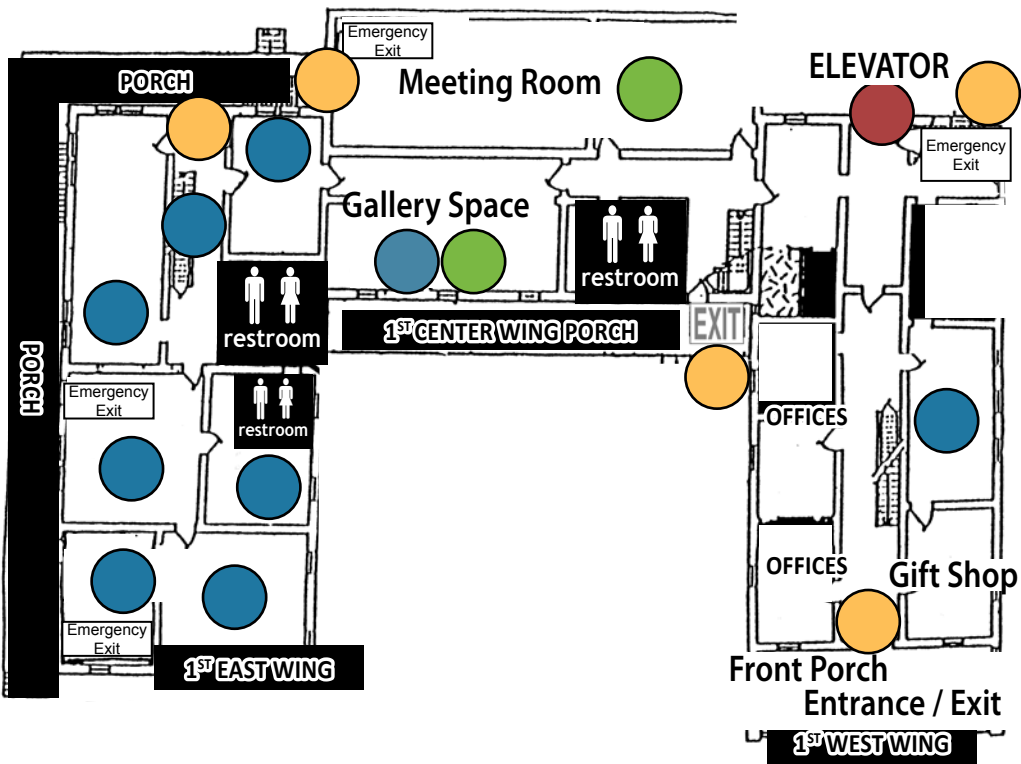 Emergency
Exit
ELEVATOR
PORCH
Meeting Room
Emergency
Exit
Gallery Space
restroom
restroom
1ST CENTER WING PORCH
EXIT
PORCH
Emergency
Exit
restroom
OFFICES
OFFICES
Gift Shop
Emergency
Exit
1ST EAST WING
Front Porch
Entrance / Exit
1ST WEST WING